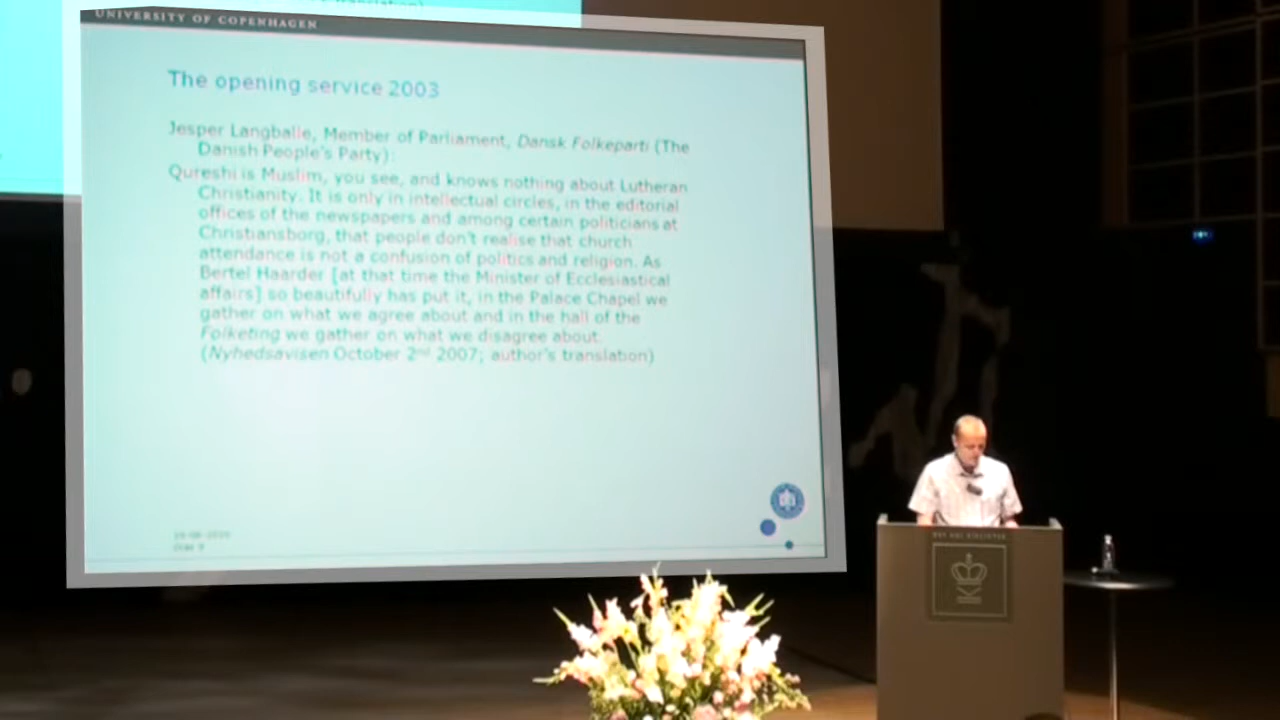 UNIVERSITY OF COPENHAGEN
The opening service 2003
Jesper Langballe, Member of Parliament, Dansk Folkeparti (The
Danish People's Party):
Qureshi is Muslim, you see, and knows nothing about Lutheran
Christianity. It is only in intellectual circles, in the editorial
offices of the newspapers and among certain politicians at
Christiansborg, that people don't realise that church
attendance is not a confusion of politics and religion. As
Bertel Haarder [at that time the Minister of Ecclesiastical
affairs] so beautifully has put it, in the Palace Chapel we
gather on what we agree about and in the hall of the
Folketing we gather on what we disagree about.
(Nyhedsavisen October 2nd 2007; author's translation)